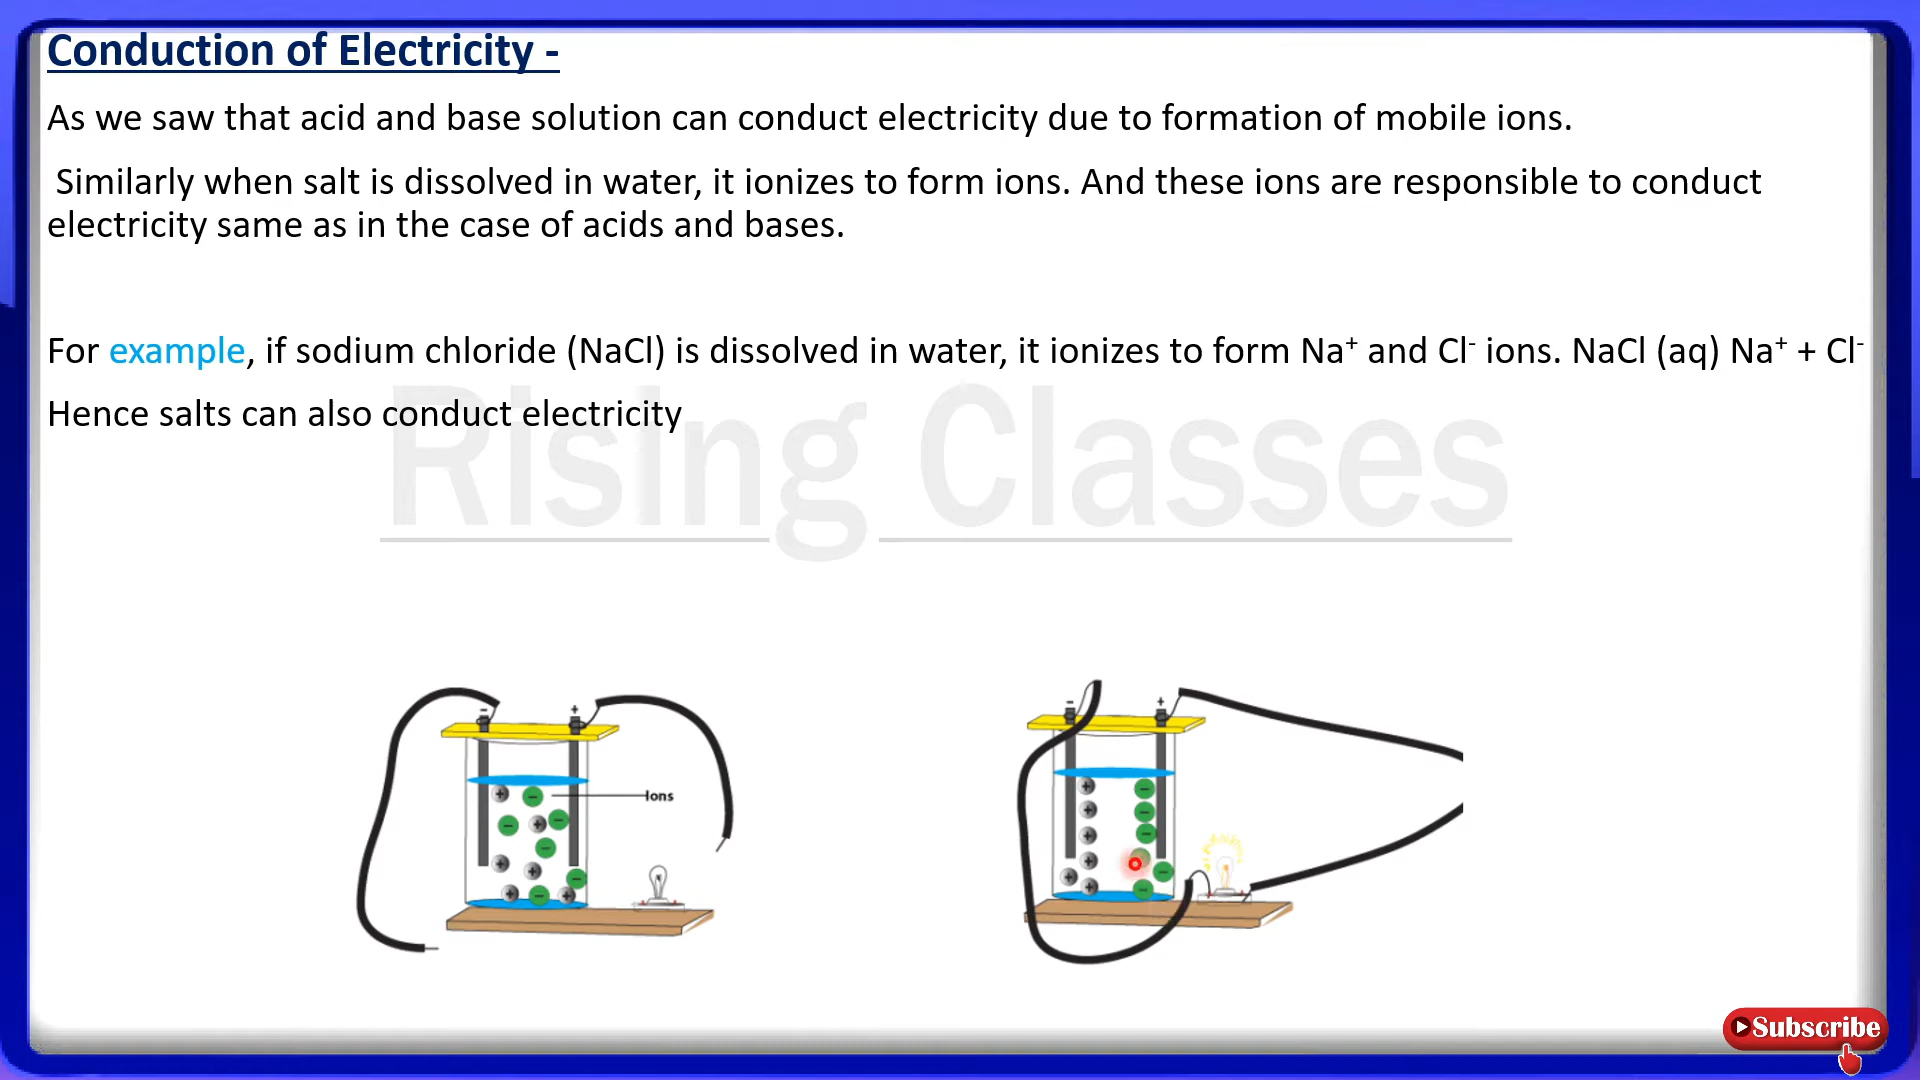 Conduction of Electricity -
As we saw that acid and base solution can conduct electricity due to formation of mobile ions.
Similarly when salt is dissolved in water, it ionizes to form ions. And these ions are responsible to conduct
electricity same as in the case of acids and bases.
For example, if sodium chloride (NaCl) is dissolved in water, it ionizes to form Na⁺ and Cl⁻ ions. NaCl (aq) Na⁺ + Cl⁻
Hence salts can also conduct electricity
Rising Classes
Ions
Subscribe